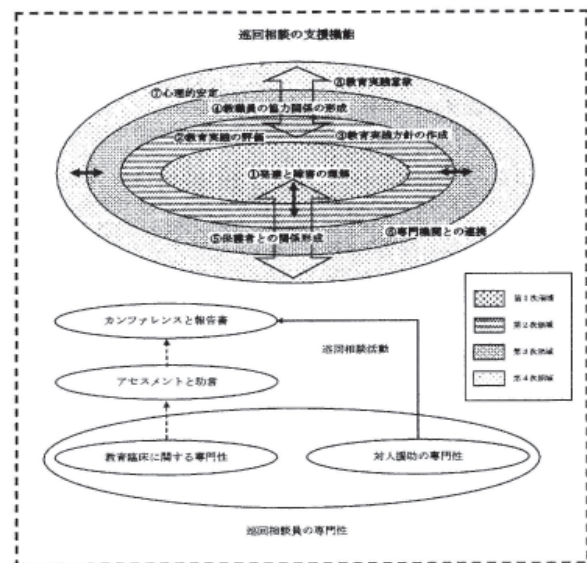 巡回相談の支援機能
⑦心理的安定
⑧教育実践意欲
④教職員の協力関係の形成
②教育実践の評価
③教育実践方針の作成
①発達と障害の理解
⑤保護者との関係形成
⑥専門機関との連携
カンファレンスと報告書
巡回相談活動
アセスメントと助言
教育臨床に関する専門性
対人援助の専門性
巡回相談員の専門性
第1次領域
第2次領域
第3次領域
第4次領域